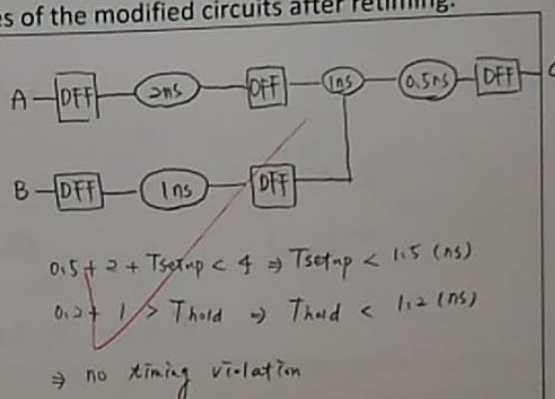 es of the modified circuits after retiming.
A DFF 2ns DFF 1ns 0.5ns DFF
B DFF 1ns DFF
0.5 + 2 + Tsetup < 4 ⇒ Tsetup < 1.5 (ns)
0.2 + 1 > Thold ⇒ Thold < 1.2 (ns)
⇒ no timing violation